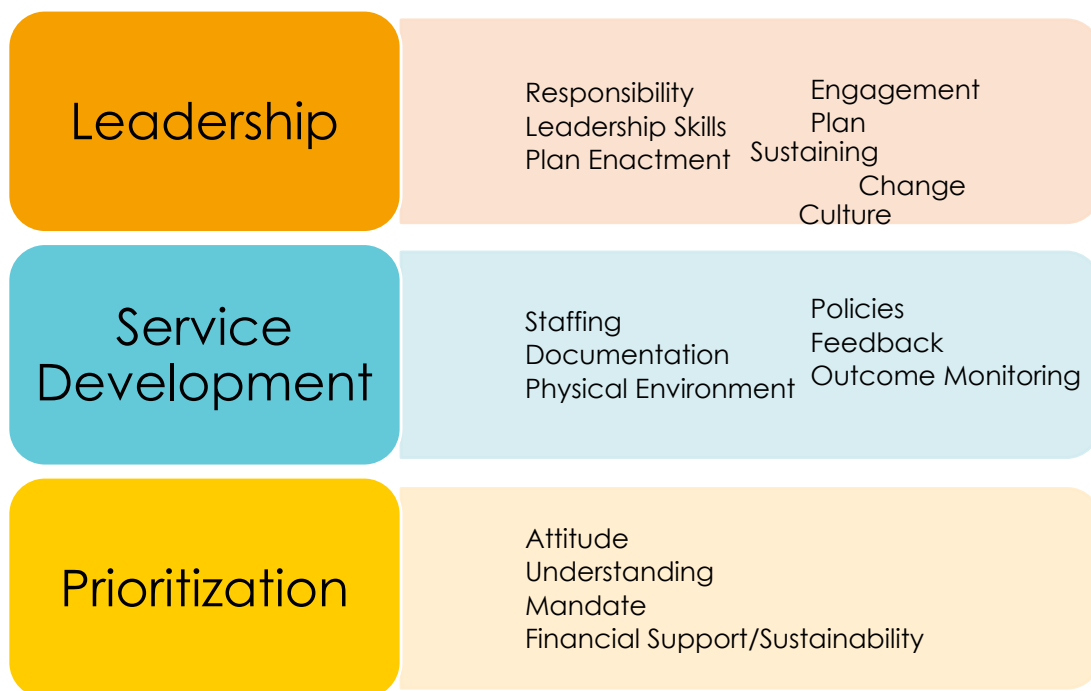 Leadership
Responsibility
Leadership Skills
Plan Enactment
Engagement
Plan
Sustaining
Change
Culture
Service
Development
Staffing
Documentation
Physical Environment
Policies
Feedback
Outcome Monitoring
Prioritization
Attitude
Understanding
Mandate
Financial Support/Sustainability